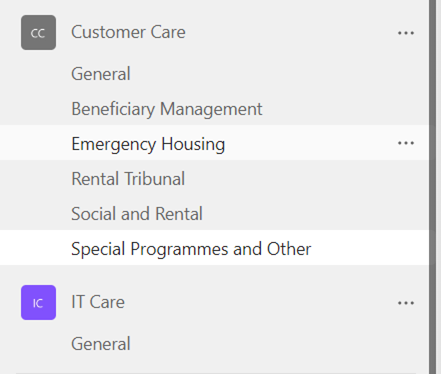 CC Customer Care ...
General
Beneficiary Management
Emergency Housing ...
Rental Tribunal
Social and Rental
Special Programmes and Other
IC IT Care ...
General